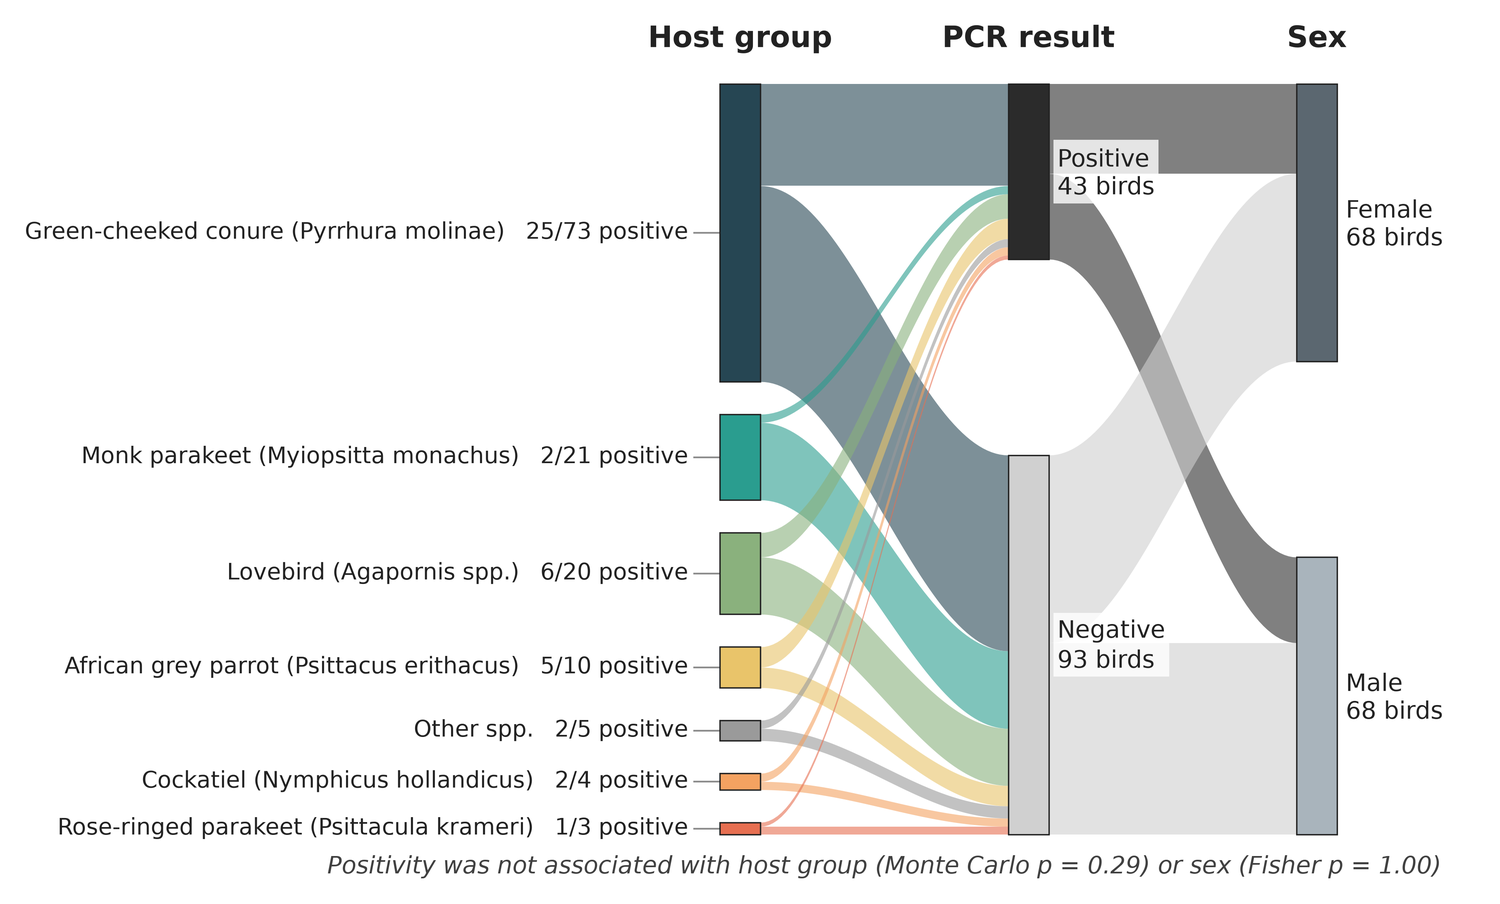 Host group
PCR result
Sex
Green-cheeked conure (Pyrrhura molinae) 25/73 positive
Monk parakeet (Myiopsitta monachus) 2/21 positive
Lovebird (Agapornis spp.) 6/20 positive
African grey parrot (Psittacus erithacus) 5/10 positive
Other spp. 2/5 positive
Cockatiel (Nymphicus hollandicus) 2/4 positive
Rose-ringed parakeet (Psittacula krameri) 1/3 positive
Positive
43 birds
Negative
93 birds
Female
68 birds
Male
68 birds
Positivity was not associated with host group (Monte Carlo p = 0.29) or sex (Fisher p = 1.00)